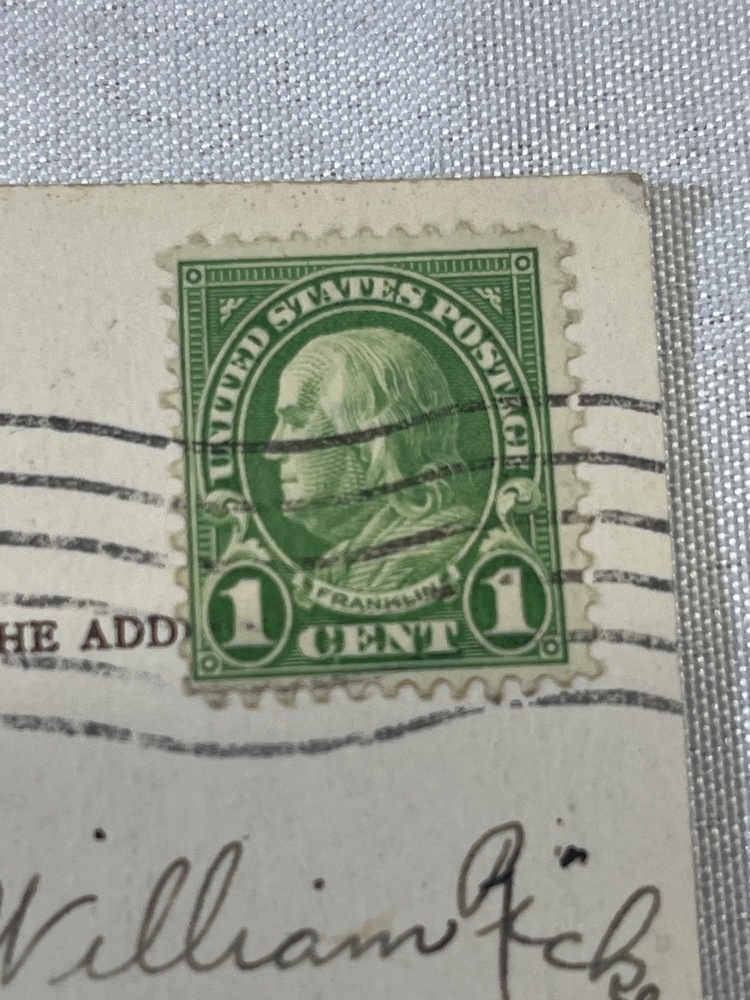 UNITED STATES POSTAGE
FRANKLIN
1 CENT 1
HE ADD
William